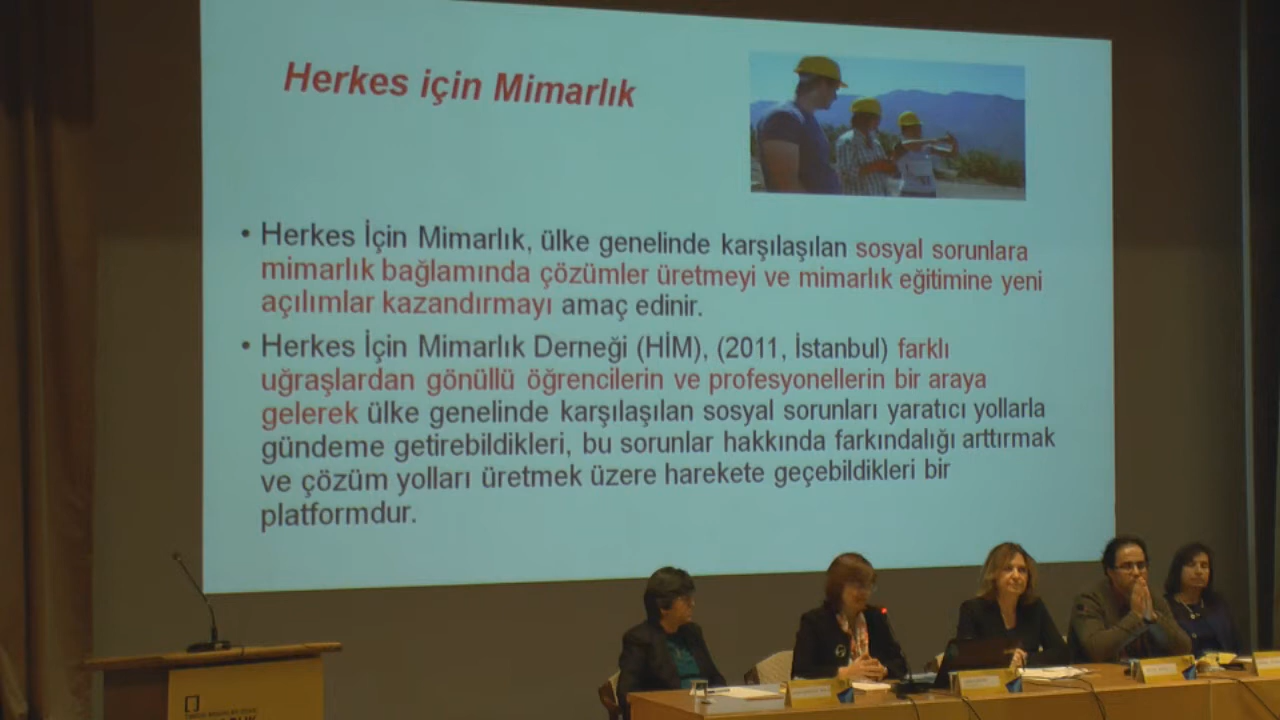 Herkes için Mimarlık
• Herkes İçin Mimarlık, ülke genelinde karşılaşılan sosyal sorunlara
mimarlık bağlamında çözümler üretmeyi ve mimarlık eğitimine yeni
açılımlar kazandırmayı amaç edinir.
• Herkes İçin Mimarlık Derneği (HİM), (2011, İstanbul) farklı
uğraşlardan gönüllü öğrencilerin ve profesyonellerin bir araya
gelerek ülke genelinde karşılaşılan sosyal sorunları yaratıcı yollarla
gündeme getirebildikleri, bu sorunlar hakkında farkındalığı arttırmak
ve çözüm yolları üretmek üzere harekete geçebildikleri bir
platformdur.